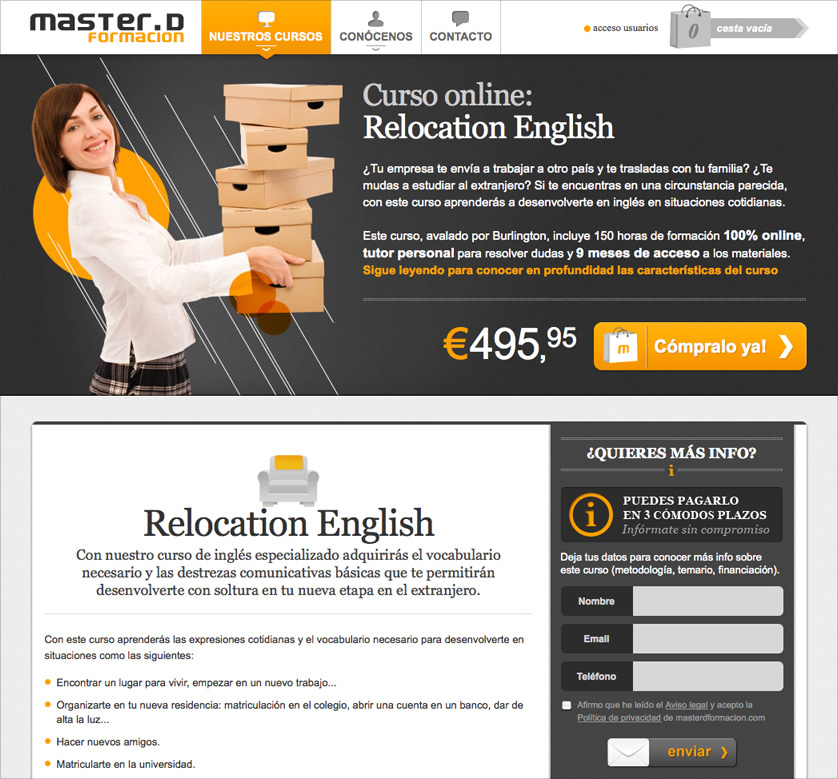 master.D
formacion
NUESTROS CURSOS
CONÓCENOS
CONTACTO
acceso usuarios
0
cesta vacía
Curso online:
Relocation English
¿Tu empresa te envía a trabajar a otro país y te trasladas con tu familia? ¿Te
mudas a estudiar al extranjero? Si te encuentras en una circunstancia parecida,
con este curso aprenderás a desenvolverte en inglés en situaciones cotidianas.
Este curso, avalado por Burlington, incluye 150 horas de formación 100% online,
tutor personal para resolver dudas y 9 meses de acceso a los materiales.
Sigue leyendo para conocer en profundidad las características del curso
€495,95
m
Cómpralo ya!
Relocation English
Con nuestro curso de inglés especializado adquirirás el vocabulario
necesario y las destrezas comunicativas básicas que te permitirán
desenvolverte con soltura en tu nueva etapa en el extranjero.
Con este curso aprenderás las expresiones cotidianas y el vocabulario necesario para desenvolverte en
situaciones como las siguientes:
Encontrar un lugar para vivir, empezar en un nuevo trabajo...
Organizarte en tu nueva residencia: matriculación en el colegio, abrir una cuenta en un banco, dar de
alta la luz...
Hacer nuevos amigos.
Matricularte en la universidad.
¿QUIERES MÁS INFO?
i
i
PUEDES PAGARLO
EN 3 CÓMODOS PLAZOS
Infórmate sin compromiso
Deja tus datos para conocer más info sobre
este curso (metodología, temario, financiación).
Nombre
Email
Teléfono
Afirmo que he leído el Aviso legal y acepto la
Política de privacidad de masterdformacion.com
enviar